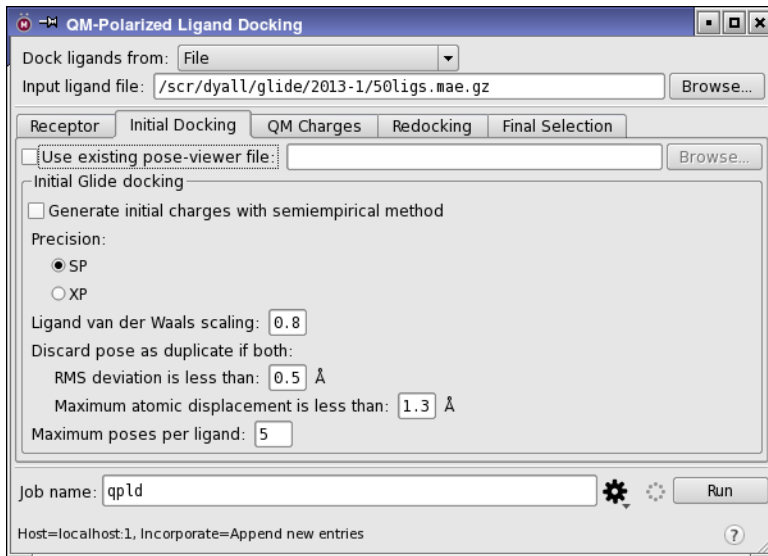 QM-Polarized Ligand Docking
Dock ligands from: File
Input ligand file: /scr/dyall/glide/2013-1/50ligs.mae.gz Browse...
Receptor Initial Docking QM Charges Redocking Final Selection
Use existing pose-viewer file: Browse...
Initial Glide docking
Generate initial charges with semiempirical method
Precision:
SP
XP
Ligand van der Waals scaling: 0.8
Discard pose as duplicate if both:
RMS deviation is less than: 0.5 Å
Maximum atomic displacement is less than: 1.3 Å
Maximum poses per ligand: 5
Job name: qpld Run
Host=localhost:1, Incorporate=Append new entries ?